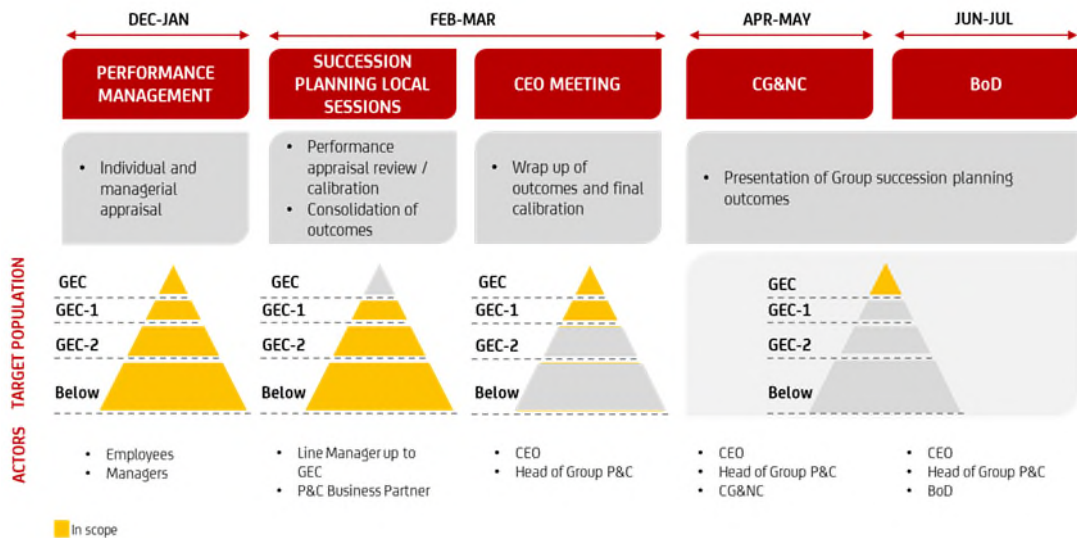 DEC-JAN
FEB-MAR
APR-MAY
JUN-JUL
PERFORMANCE
MANAGEMENT
SUCCESSION
PLANNING LOCAL
SESSIONS
CEO MEETING
CG&NC
BoD
• Individual and
managerial
appraisal
• Performance
appraisal review /
calibration
• Consolidation of
outcomes
• Wrap up of
outcomes and final
calibration
• Presentation of Group succession planning
outcomes
TARGET POPULATION
GEC
GEC-1
GEC-2
Below
GEC
GEC-1
GEC-2
Below
GEC
GEC-1
GEC-2
Below
GEC
GEC-1
GEC-2
Below
ACTORS
• Employees
• Managers
• Line Manager up to
GEC
• P&C Business Partner
• CEO
• Head of Group P&C
• CEO
• Head of Group P&C
• CG&NC
• CEO
• Head of Group P&C
• BoD
In scope